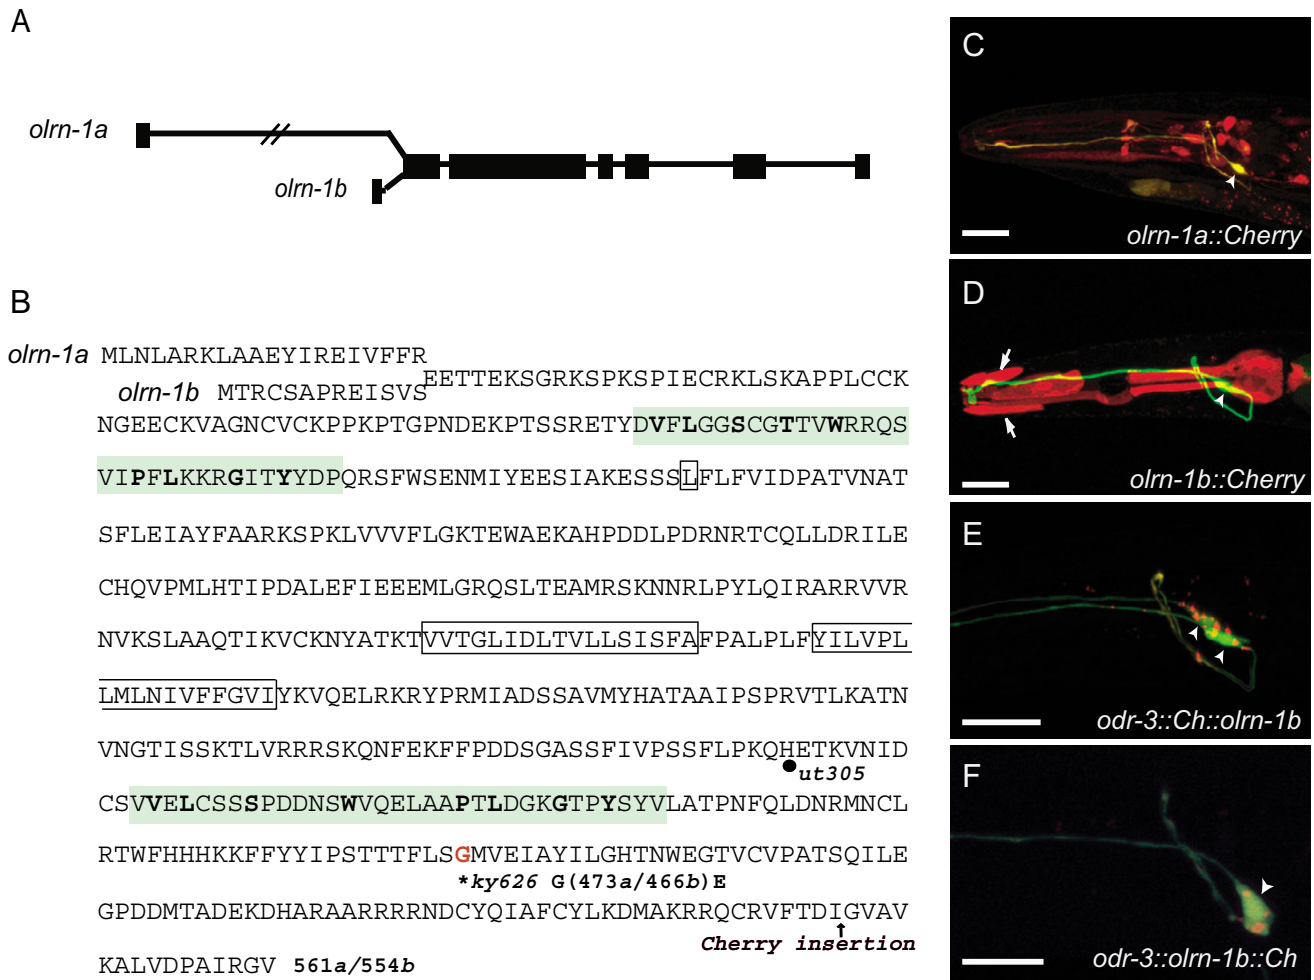 A
olrn-1a
olrn-1b
B
olrn-1a MLNLARKLAAEYIREIVFFR
olrn-1b MTRCSAPREISVS
EETTEKSGRKSPKSPIECRKLSKAPPLCCK
NGEECKVAGNCVCKPPKPTGPNDEKPTSSRETYDVFLGGSCGTTVWRRQS
VIPFLKKRGITYYDPQRSFWSENMIYEESIAKESSSLFLFVIDPATVNAT
SFLEIAYFAARKSPKLVVVFLGKTEWAEKAHPDDLPDRNRTCQLLDRILE
CHQVPMLHTIPDALEFIEEEMLGRQSLTEAMRSKNNRLPYLQIRARRVVR
NVKSLAAQTIKVCKNYATKTVVTGLIDLTVLLSISFAFPALPLFYILVPL
LMLNIVFFGVIYKVQELRKRYPRMIADSSAVMYHATAAIPSPRVTLKATN
VNGTISSKTLVRRRSKQNFEKFFPDDSGASSFIVPSSFLPKQHETKVNID
ut305
CSVVELCSSSPDDNSWVQELAAPTLDGKGTPYSYVLATPNFQLDNRMNCL
RTWFHHHKKFFYYIPSTTTFLSGMVEIAYILGHTNWEGTVCVPATSQILE
*ky626 G(473a/466b)E
GPDDMTADEKDHARAARRRRNDCYQIAFCYLKDMAKRRQCRVFTDIGVAV
Cherry insertion
KALVDPAIRGV 561a/554b
C
olrn-1a::Cherry
D
olrn-1b::Cherry
E
odr-3::Ch::olrn-1b
F
odr-3::olrn-1b::Ch